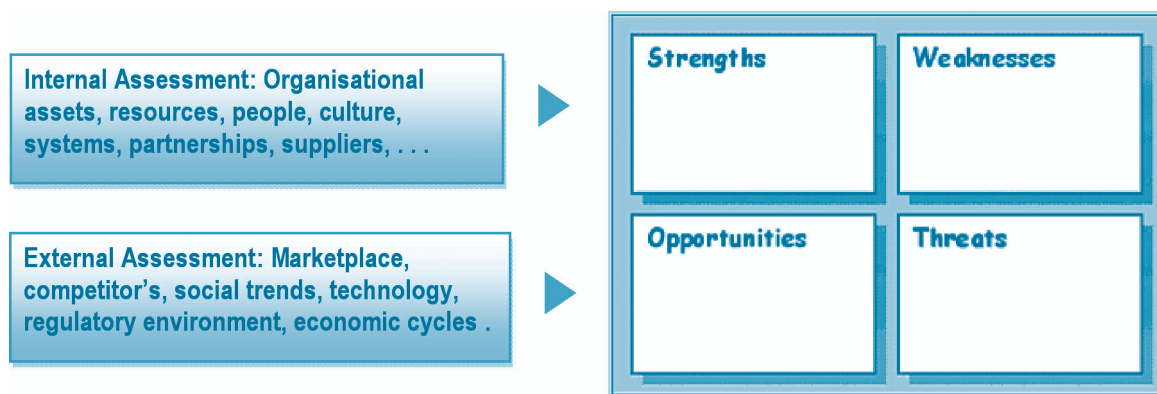 Internal Assessment: Organisational
assets, resources, people, culture,
systems, partnerships, suppliers, . . .
Strengths
Weaknesses
External Assessment: Marketplace,
competitor’s, social trends, technology,
regulatory environment, economic cycles .
Opportunities
Threats